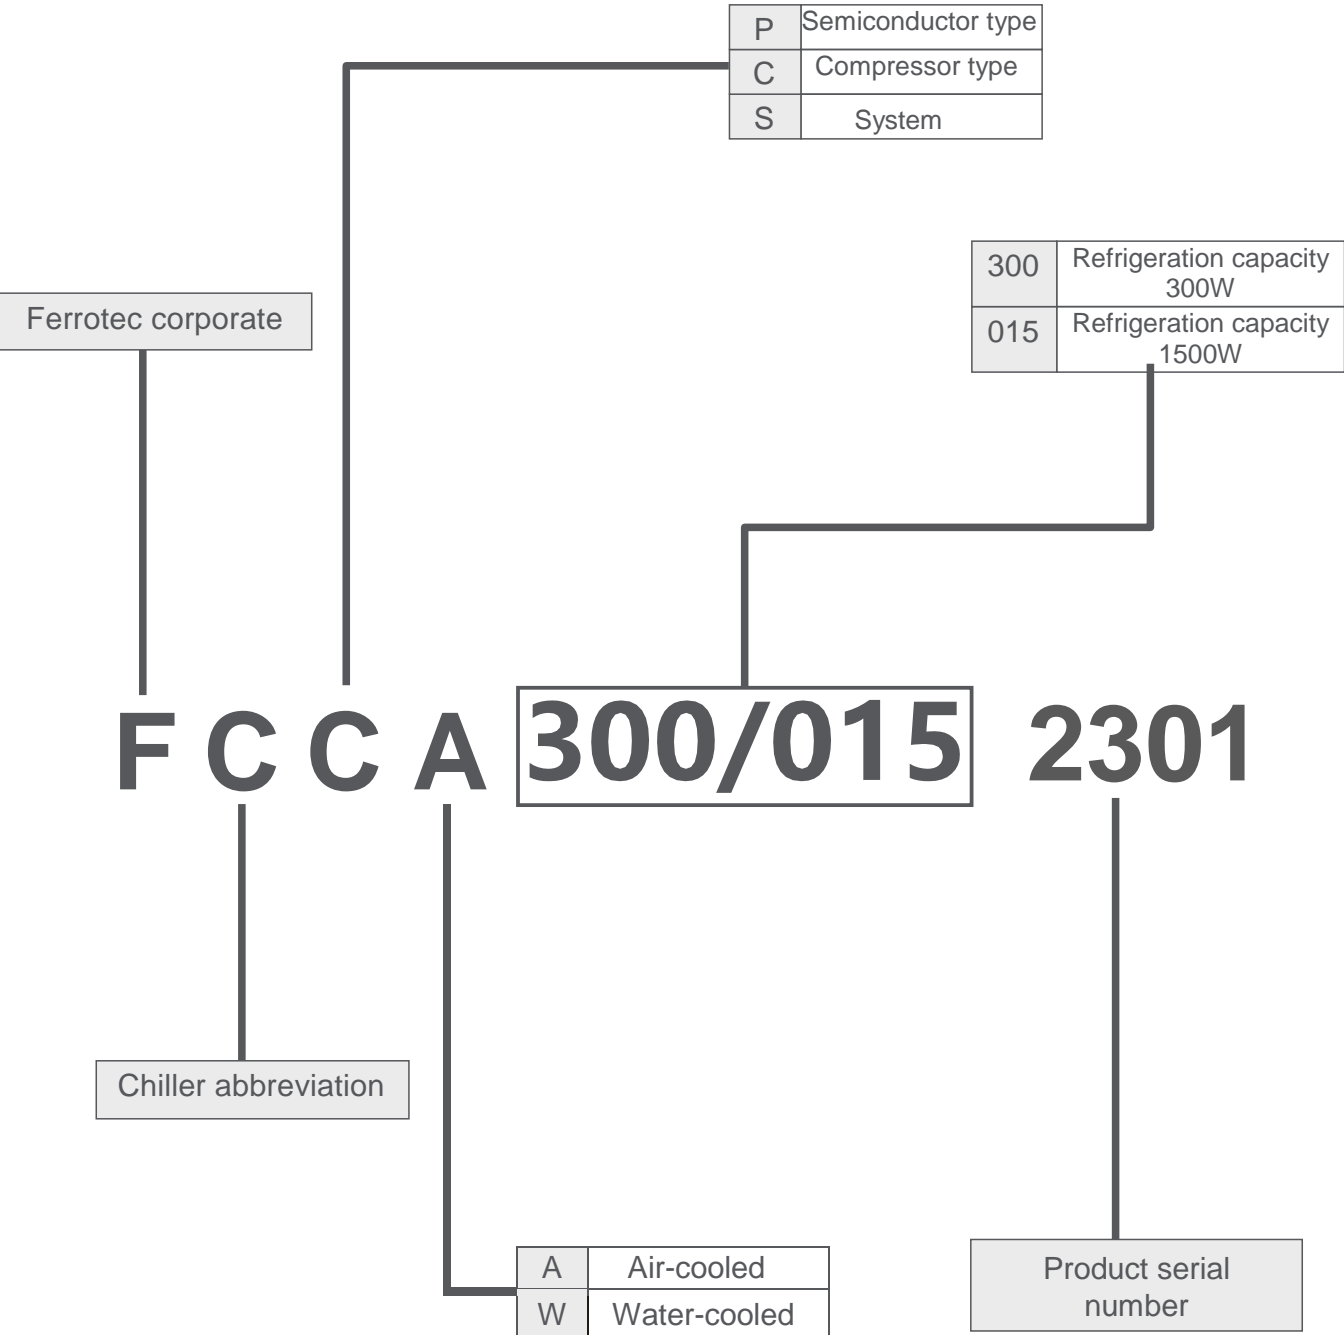 P Semiconductor type
C Compressor type
S System
300 Refrigeration capacity
300W
015 Refrigeration capacity
1500W
Ferrotec corporate
F C C A 300/015 2301
Chiller abbreviation
A Air-cooled
W Water-cooled
Product serial
number